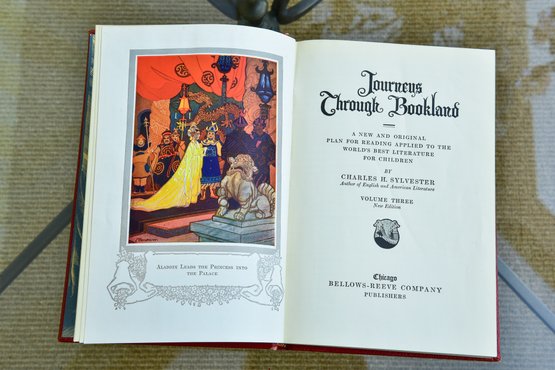 Aladdin Leads the Princess into
the Palace
Journeys
Through Bookland
A NEW AND ORIGINAL
PLAN FOR READING APPLIED TO THE
WORLD'S BEST LITERATURE
FOR CHILDREN
BY
CHARLES H. SYLVESTER
Author of English and American Literature
VOLUME THREE
New Edition
Chicago
BELLOWS-REEVE COMPANY
PUBLISHERS